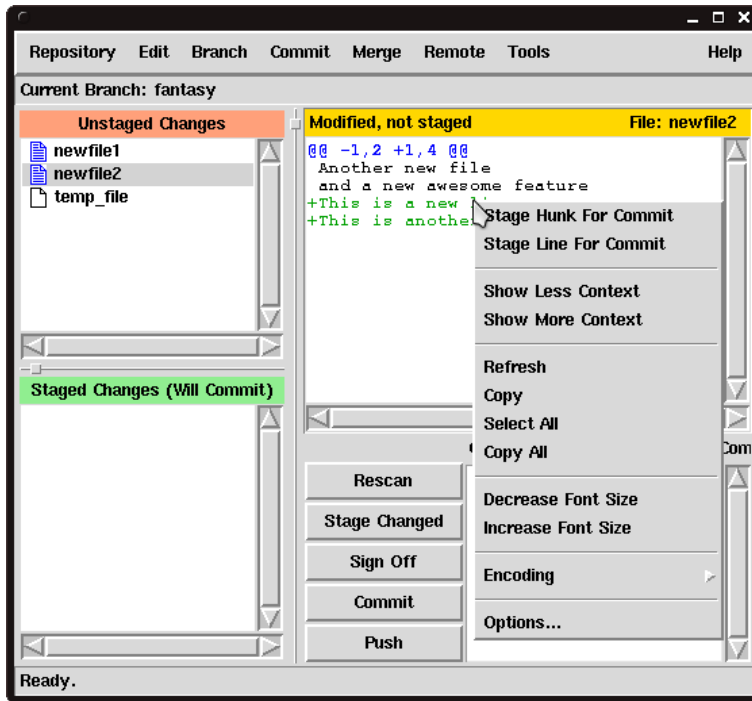 Repository Edit Branch Commit Merge Remote Tools Help
Current Branch: fantasy
Unstaged Changes
newfile1
newfile2
temp_file
Staged Changes (Will Commit)
Modified, not staged File: newfile2
@@ -1,2 +1,4 @@
Another new file
and a new awesome feature
+This is a new
+This is another
Stage Hunk For Commit
Stage Line For Commit
Show Less Context
Show More Context
Refresh
Copy
Select All
Copy All
Decrease Font Size
Increase Font Size
Encoding
Options...
Rescan
Stage Changed
Sign Off
Commit
Push
Ready.